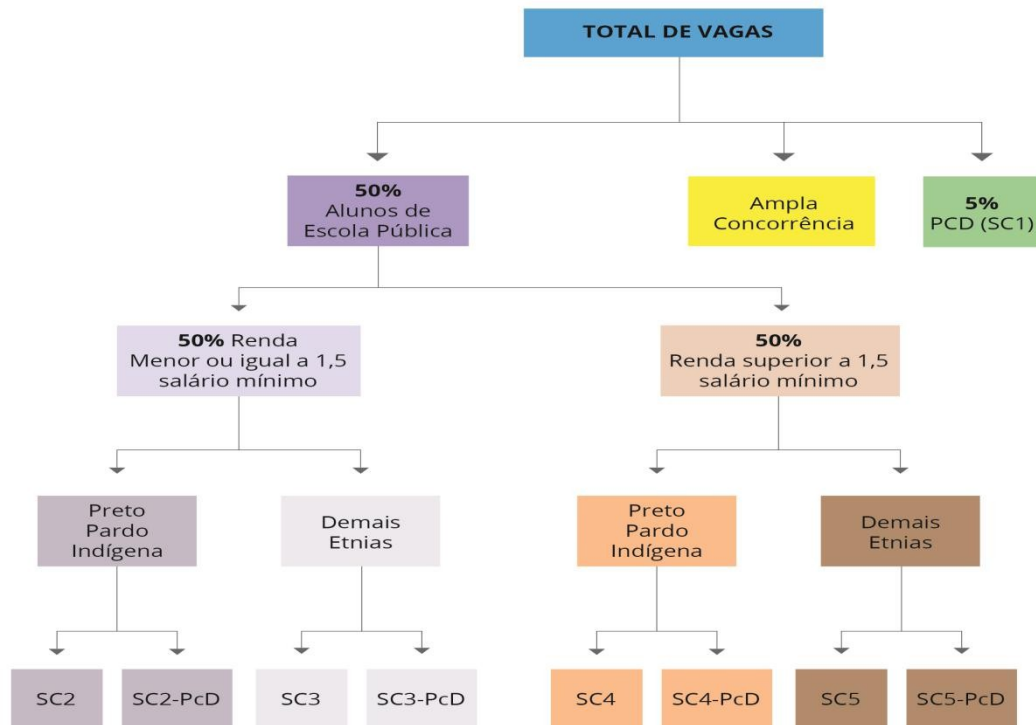 TOTAL DE VAGAS
50%
Alunos de
Escola Pública
Ampla
Concorrência
5%
PCD (SC1)
50% Renda
Menor ou igual a 1,5
salário mínimo
50%
Renda superior a 1,5
salário mínimo
Preto
Pardo
Indígena
Demais
Etnias
Preto
Pardo
Indígena
Demais
Etnias
SC2
SC2-PcD
SC3
SC3-PcD
SC4
SC4-PcD
SC5
SC5-PcD